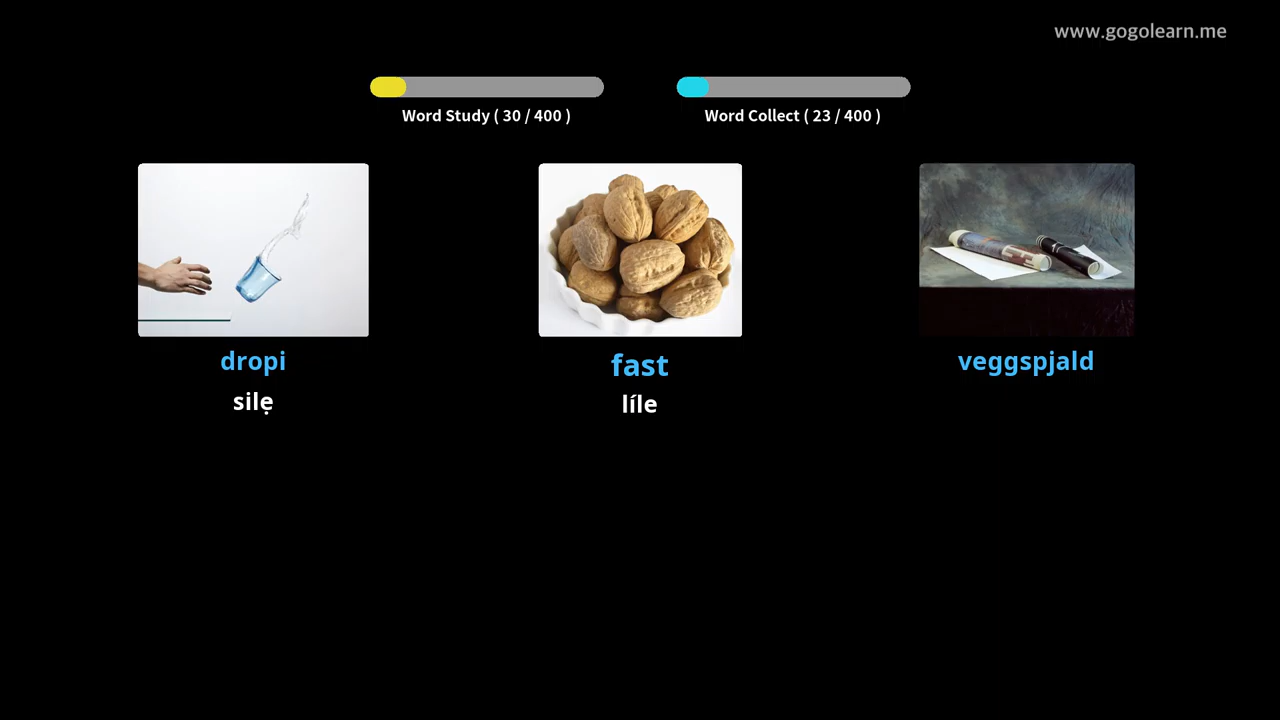 www.gogolearn.me
Word Study ( 30 / 400 )
Word Collect ( 23 / 400 )
dropi
silẹ
fast
líle
veggspjald